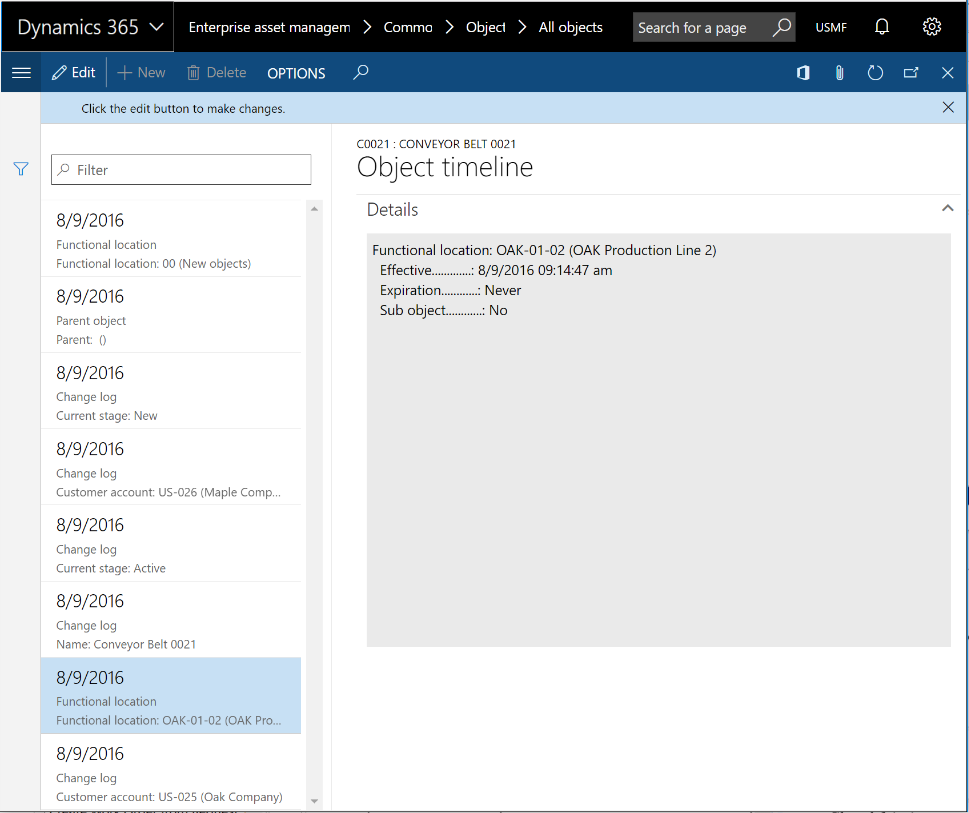 Dynamics 365
Enterprise asset managem > Commo > Object > All objects
Search for a page
USMF
Edit
+ New
Delete
OPTIONS
Click the edit button to make changes.
Filter
8/9/2016
Functional location
Functional location: 00 (New objects)
8/9/2016
Parent object
Parent: ()
8/9/2016
Change log
Current stage: New
8/9/2016
Change log
Customer account: US-026 (Maple Comp...
8/9/2016
Change log
Current stage: Active
8/9/2016
Change log
Name: Conveyor Belt 0021
8/9/2016
Functional location
Functional location: OAK-01-02 (OAK Pro...
8/9/2016
Change log
Customer account: US-025 (Oak Company)
C0021 : CONVEYOR BELT 0021
Object timeline
Details
Functional location: OAK-01-02 (OAK Production Line 2)
Effective.............: 8/9/2016 09:14:47 am
Expiration............: Never
Sub object............: No